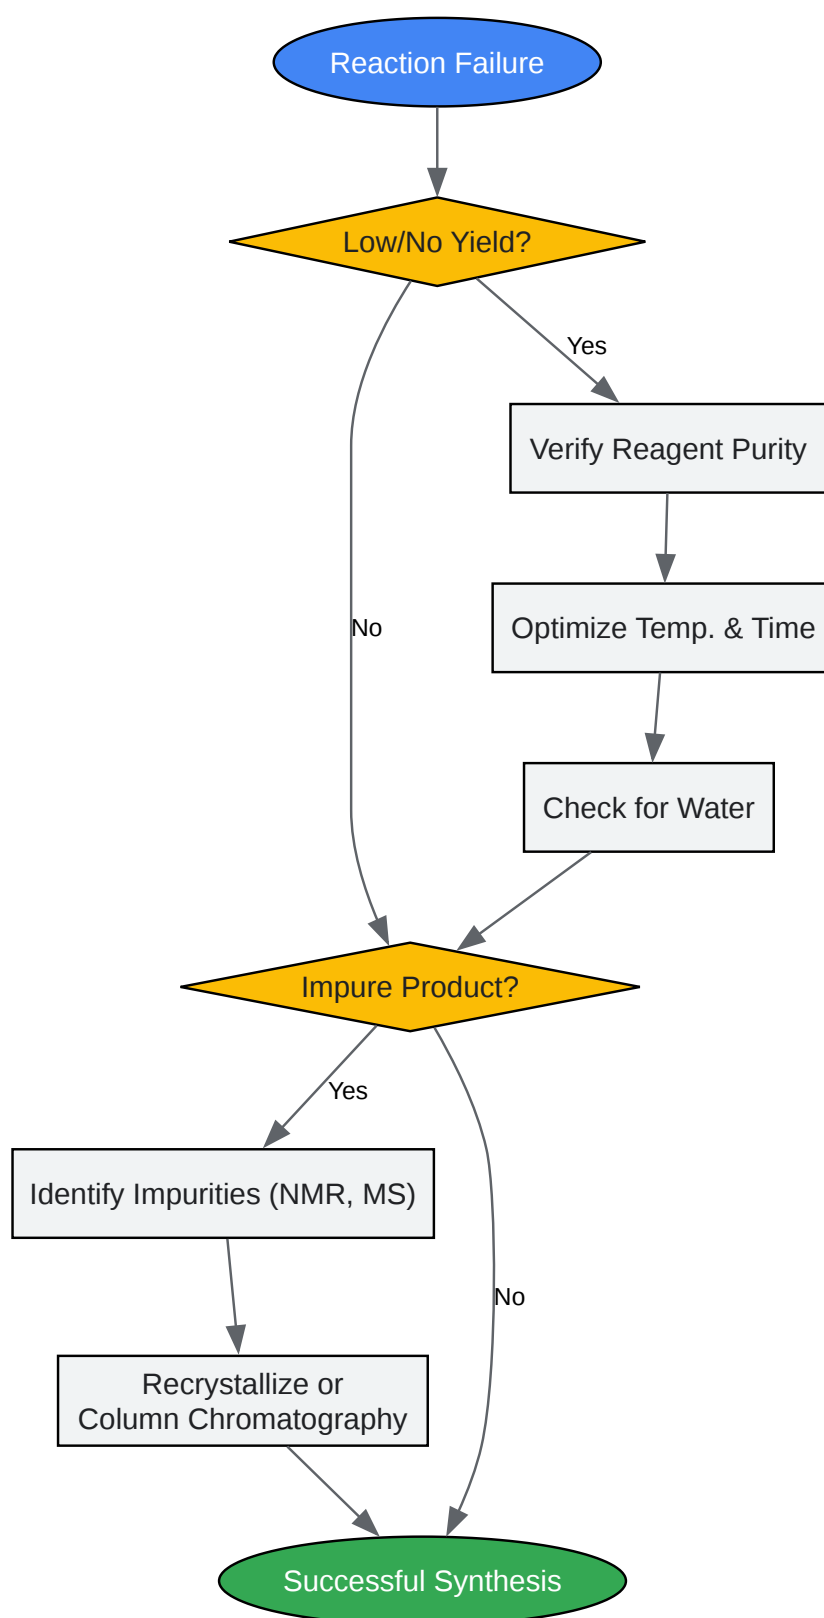 Reaction Failure
Low/No Yield?
Yes
Verify Reagent Purity
No
Optimize Temp. & Time
Check for Water
Impure Product?
Yes
Identify Impurities (NMR, MS)
No
Recrystallize or
Column Chromatography
Successful Synthesis